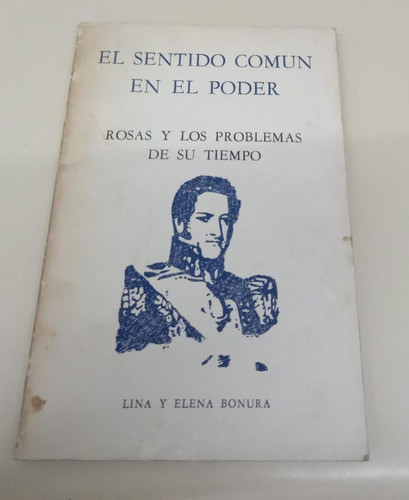 EL SENTIDO COMUN
EN EL PODER
ROSAS Y LOS PROBLEMAS
DE SU TIEMPO
LINA Y ELENA BONURA